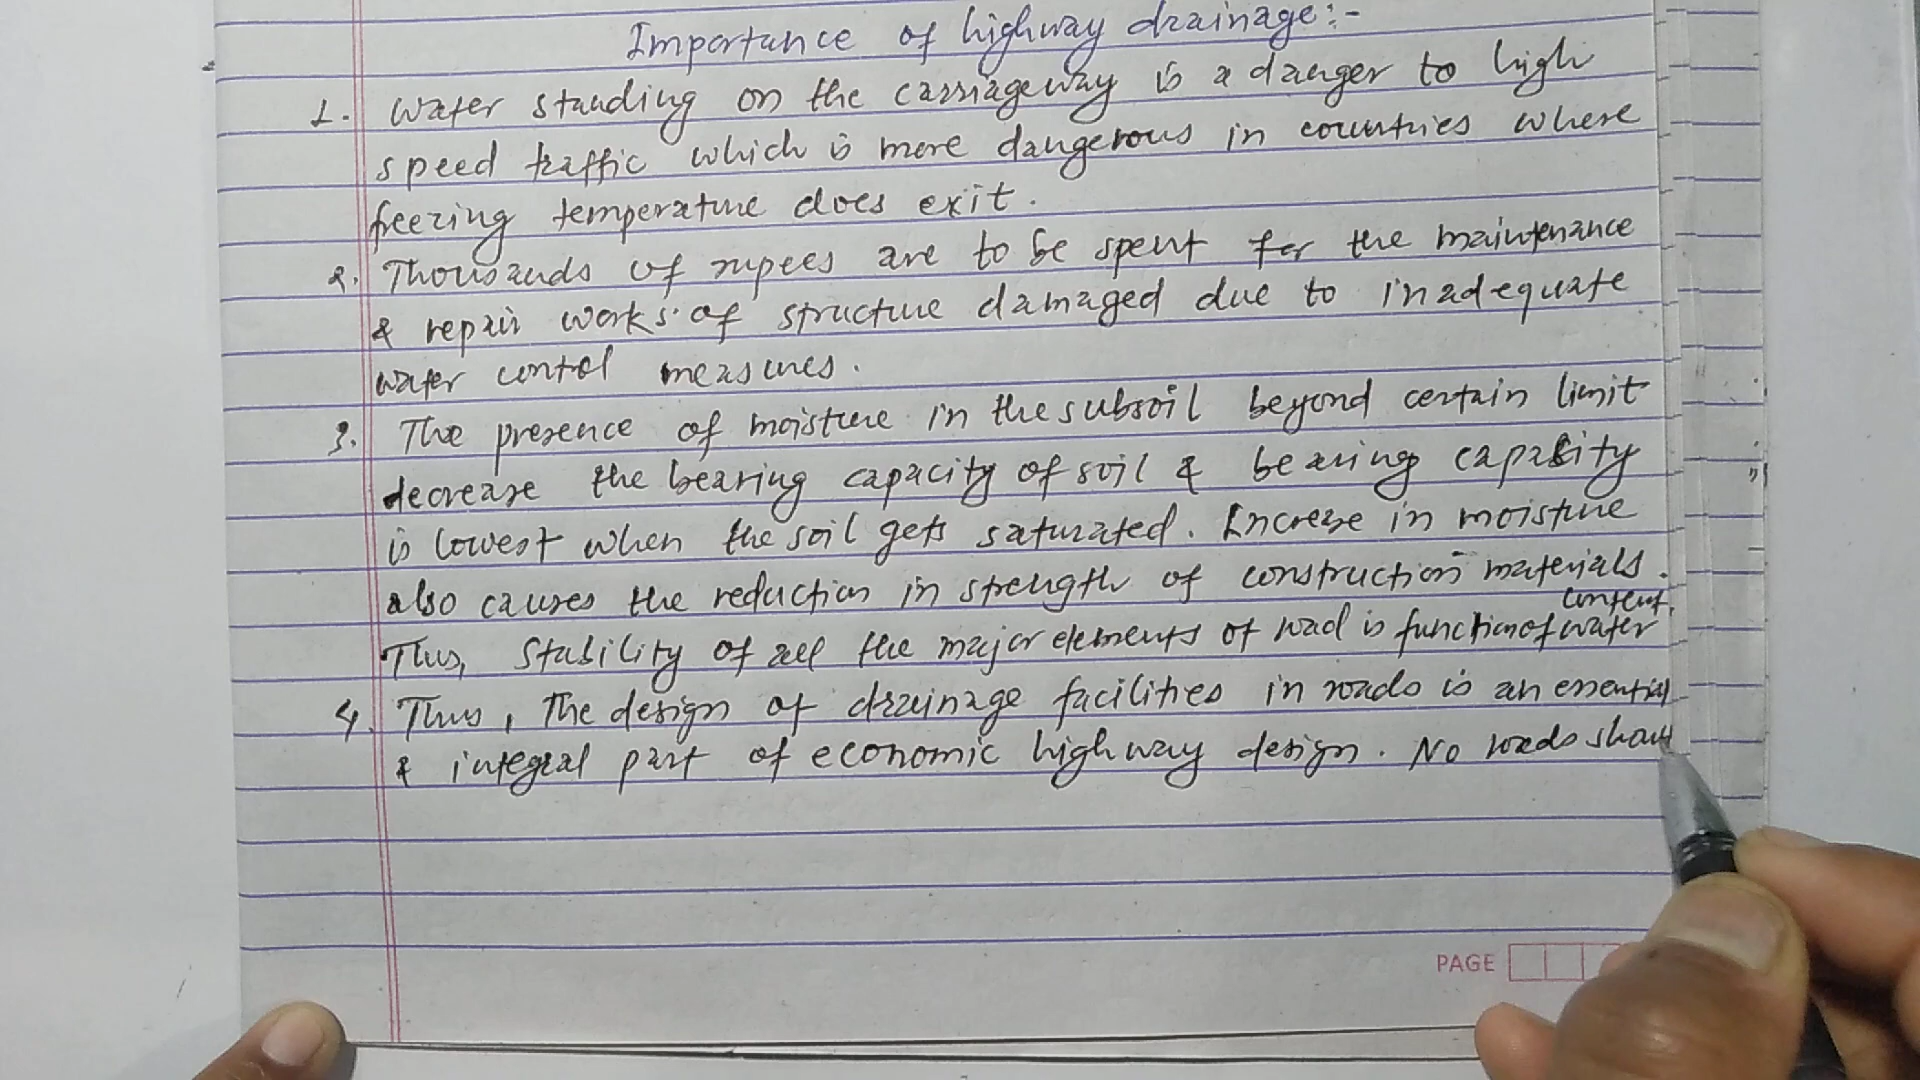 Importance of highway drainage:-
1. Water standing on the carriageway is a danger to high
speed traffic which is more dangerous in countries where
freezing temperature does exit.
2. Thousands of rupees are to be spent for the maintenance
& repair works of structure damaged due to inadequate
water contol measures.
3. The presence of moisture in the subsoil beyond certain limit
decrease the bearing capacity of soil & bearing capacity
is lowest when the soil gets saturated. Increase in moisture
also causes the reduction in strength of construction materials.
Thus, Stability of all the major elements of road is function of water content.
4. Thus, The design of drainage facilities in roads is an essential
& integral part of economic highway design. No roads shou
PAGE